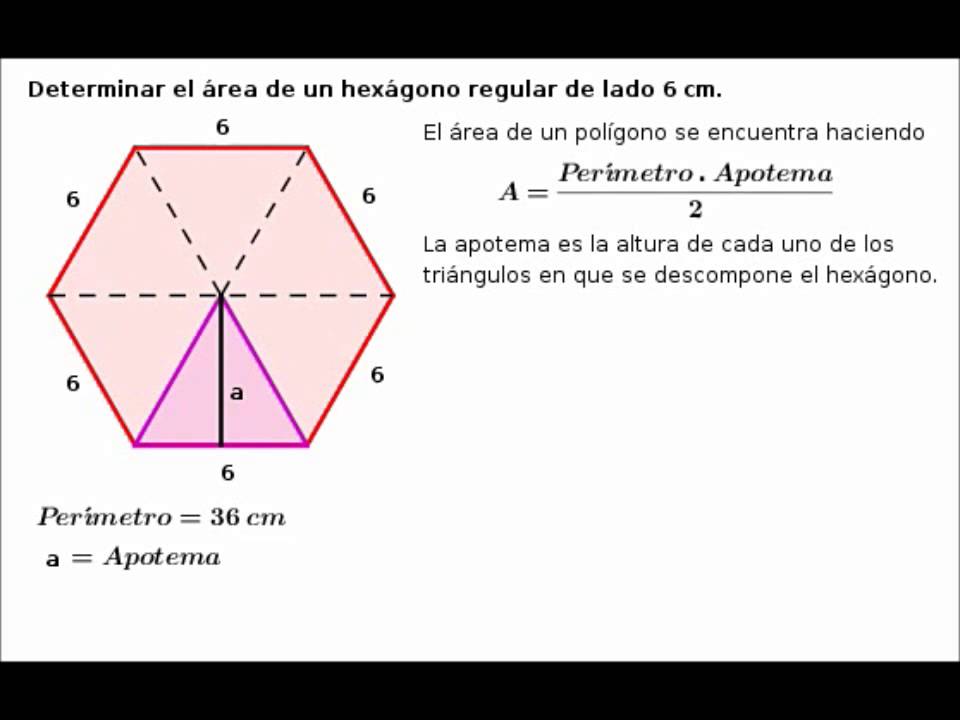 Determinar el área de un hexágono regular de lado 6 cm.
6
El área de un polígono se encuentra haciendo
A = Perímetro . Apotema / 2
6
6
La apotema es la altura de cada uno de los
triángulos en que se descompone el hexágono.
6
a
6
6
Perímetro = 36 cm
a = Apotema